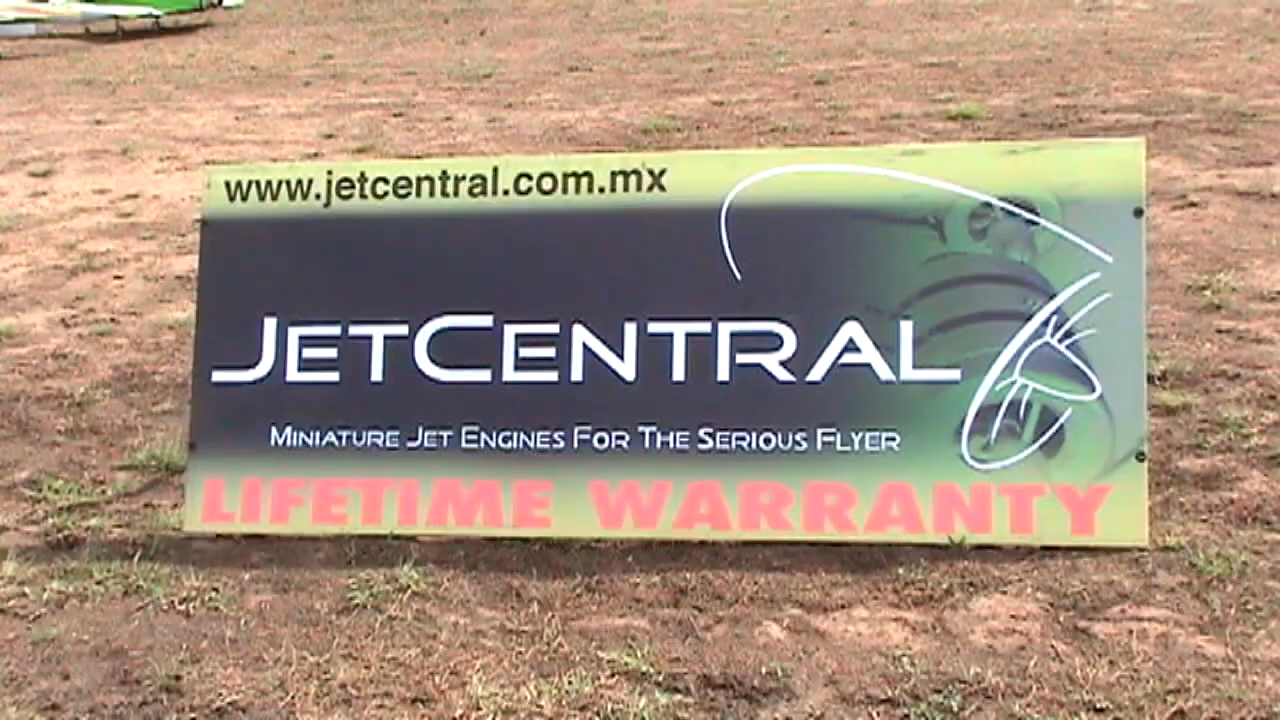 www.jetcentral.com.mx
JETCENTRAL
MINIATURE JET ENGINES FOR THE SERIOUS FLYER
LIFETIME WARRANTY